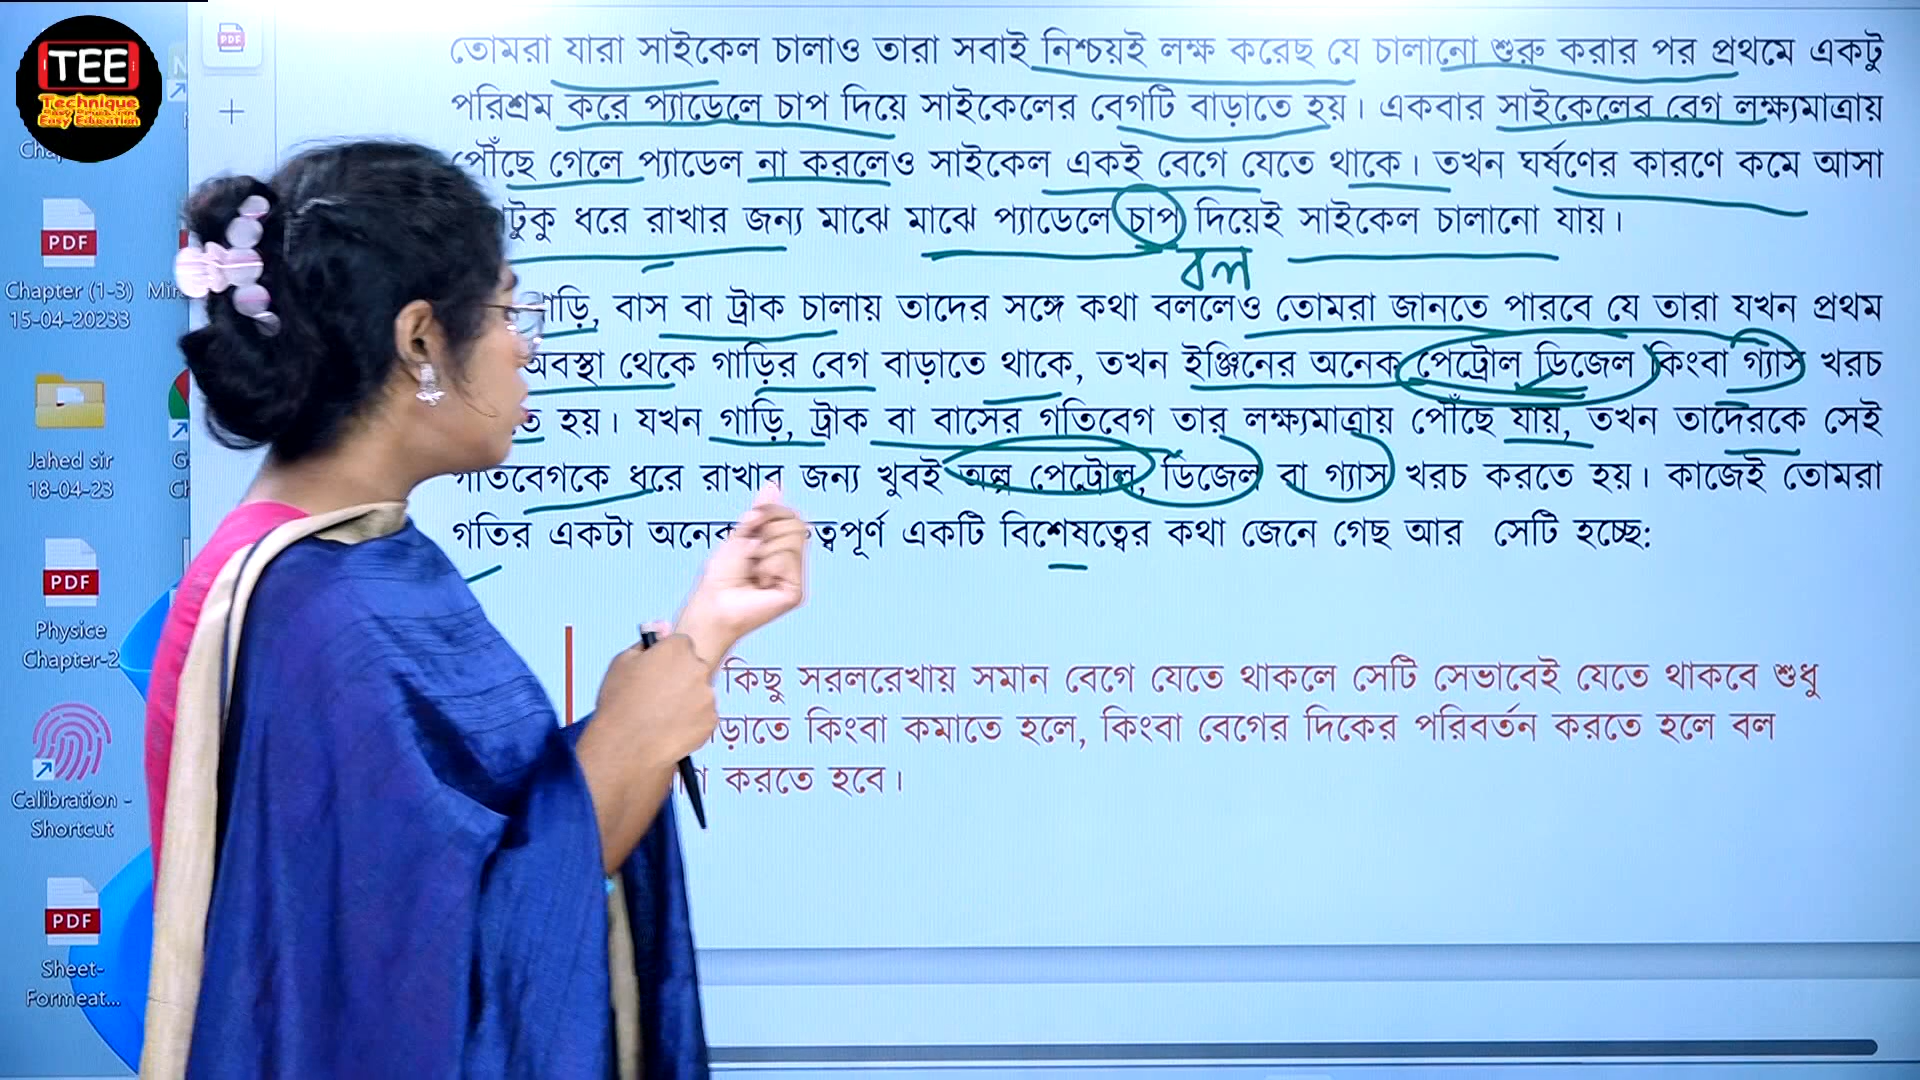 TEE
Technique
Easy Education
PDF
তোমরা যারা সাইকেল চালাও তারা সবাই নিশ্চয়ই লক্ষ করেছ যে চালানো শুরু করার পর প্রথমে একটু
পরিশ্রম করে প্যাডেলে চাপ দিয়ে সাইকেলের বেগটি বাড়াতে হয়। একবার সাইকেলের বেগ লক্ষ্যমাত্রায়
পৌঁছে গেলে প্যাডেল না করলেও সাইকেল একই বেগে যেতে থাকে। তখন ঘর্ষণের কারণে কমে আসা
টুকু ধরে রাখার জন্য মাঝে মাঝে প্যাডেলে চাপ দিয়েই সাইকেল চালানো যায়।
বল
গাড়ি, বাস বা ট্রাক চালায় তাদের সঙ্গে কথা বললেও তোমরা জানতে পারবে যে তারা যখন প্রথম
অবস্থা থেকে গাড়ির বেগ বাড়াতে থাকে, তখন ইঞ্জিনের অনেক পেট্রোল ডিজেল কিংবা গ্যাস খরচ
হয়। যখন গাড়ি, ট্রাক বা বাসের গতিবেগ তার লক্ষ্যমাত্রায় পৌঁছে যায়, তখন তাদেরকে সেই
গতিবেগকে ধরে রাখার জন্য খুবই অল্প পেট্রোল, ডিজেল বা গ্যাস খরচ করতে হয়। কাজেই তোমরা
গতির একটা অনেক ত্বপূর্ণ একটি বিশেষত্বের কথা জেনে গেছ আর সেটি হচ্ছে:
কিছু সরলরেখায় সমান বেগে যেতে থাকলে সেটি সেভাবেই যেতে থাকবে শুধু
ড়াতে কিংবা কমাতে হলে, কিংবা বেগের দিকের পরিবর্তন করতে হলে বল
করতে হবে।
PDF
Chapter (1-3)
15-04-20233
Jahed sir
18-04-23
PDF
Physice
Chapter-2
Calibration -
Shortcut
PDF
Sheet-
Formeat...